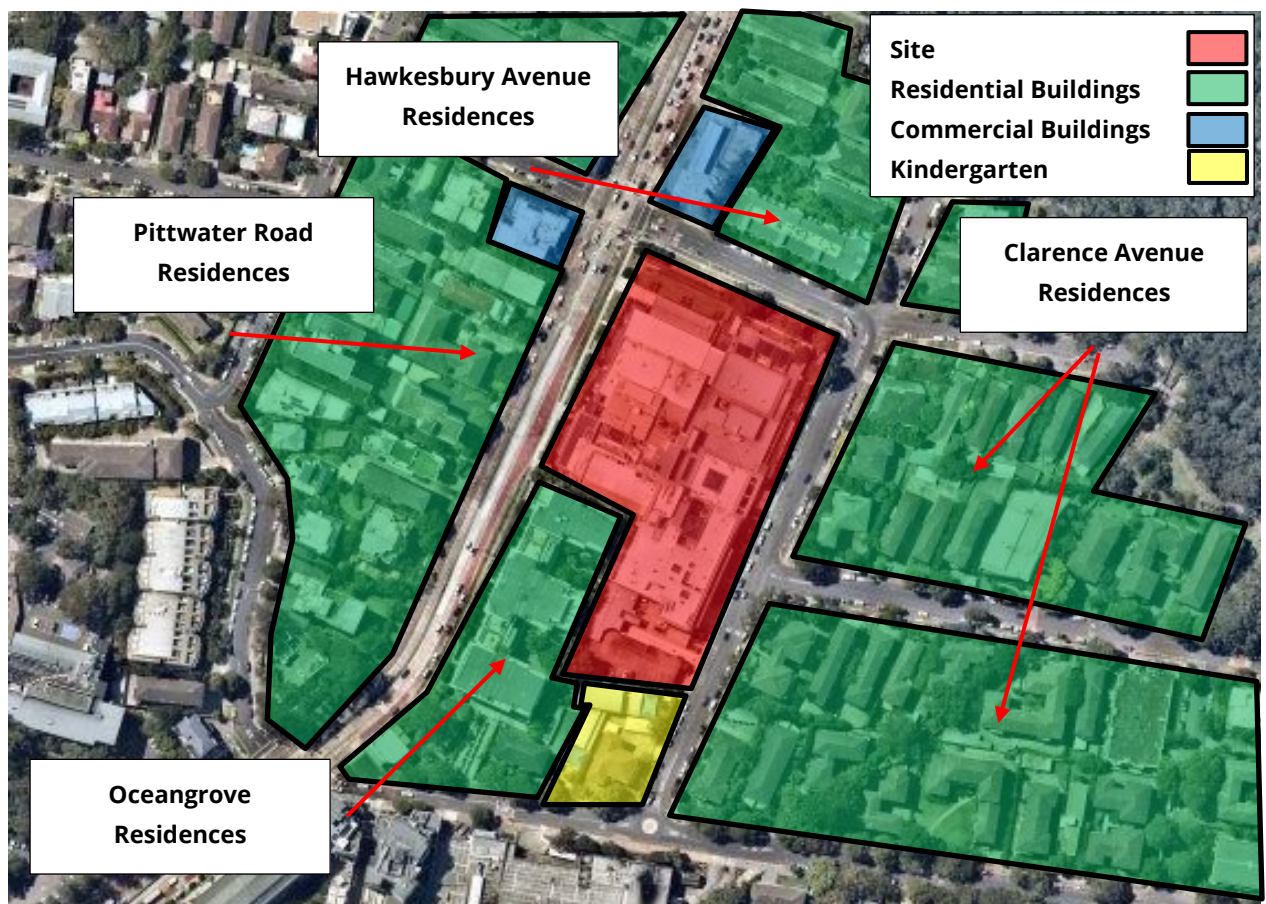 Site
Residential Buildings
Commercial Buildings
Kindergarten
Hawkesbury Avenue
Residences
Pittwater Road
Residences
Clarence Avenue
Residences
Oceangrove
Residences